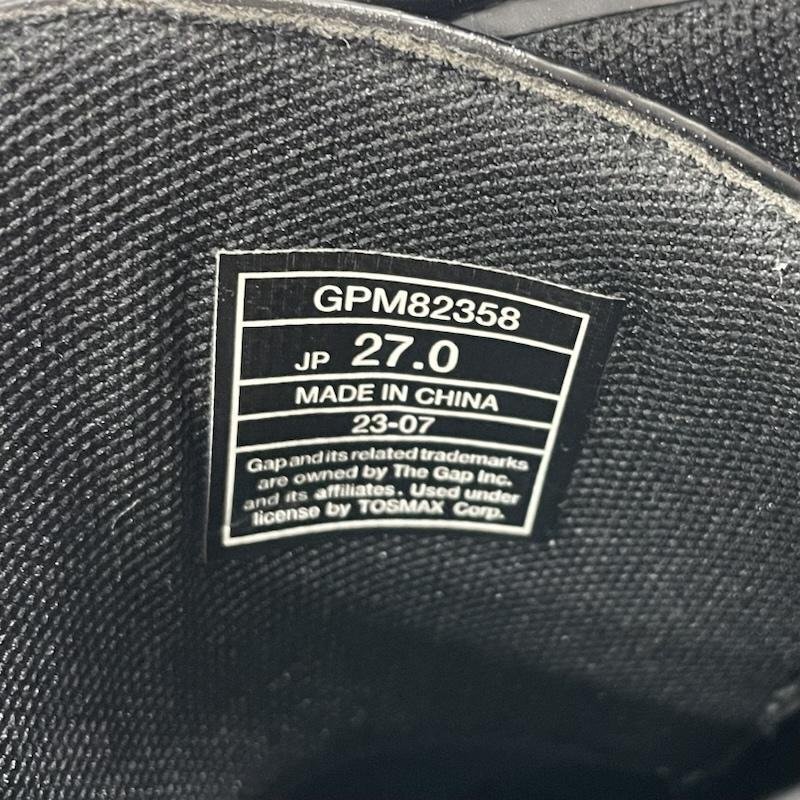 GPM82358
JP 27.0
MADE IN CHINA
23-07
Gap and its related trademarks
are owned by The Gap Inc.
and its affiliates. Used under
license by TOSMAX Corp.